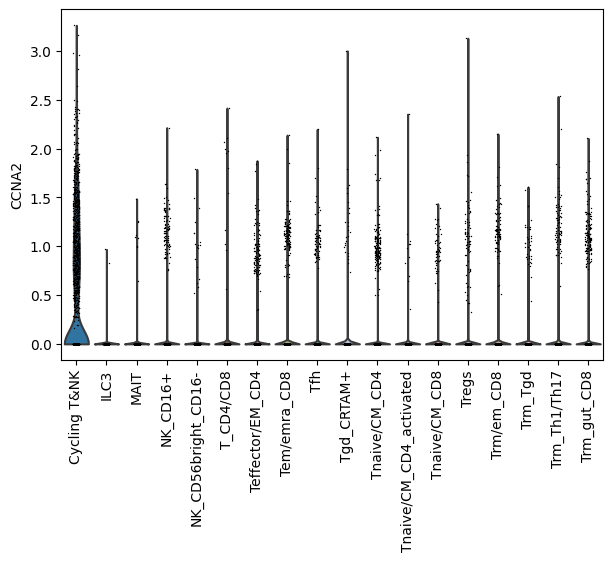 3.0
2.5
2.0
1.5
1.0
0.5
0.0
CCNA2
Cycling T&NK
ILC3
MAIT
NK_CD16+
NK_CD56bright_CD16-
T_CD4/CD8
Teffector/EM_CD4
Tem/emra_CD8
Tfh
Tgd_CRTAM+
Tnaive/CM_CD4
Tnaive/CM_CD4_activated
Tnaive/CM_CD8
Tregs
Trm/em_CD8
Trm_Tgd
Trm_Th1/Th17
Trm_gut_CD8